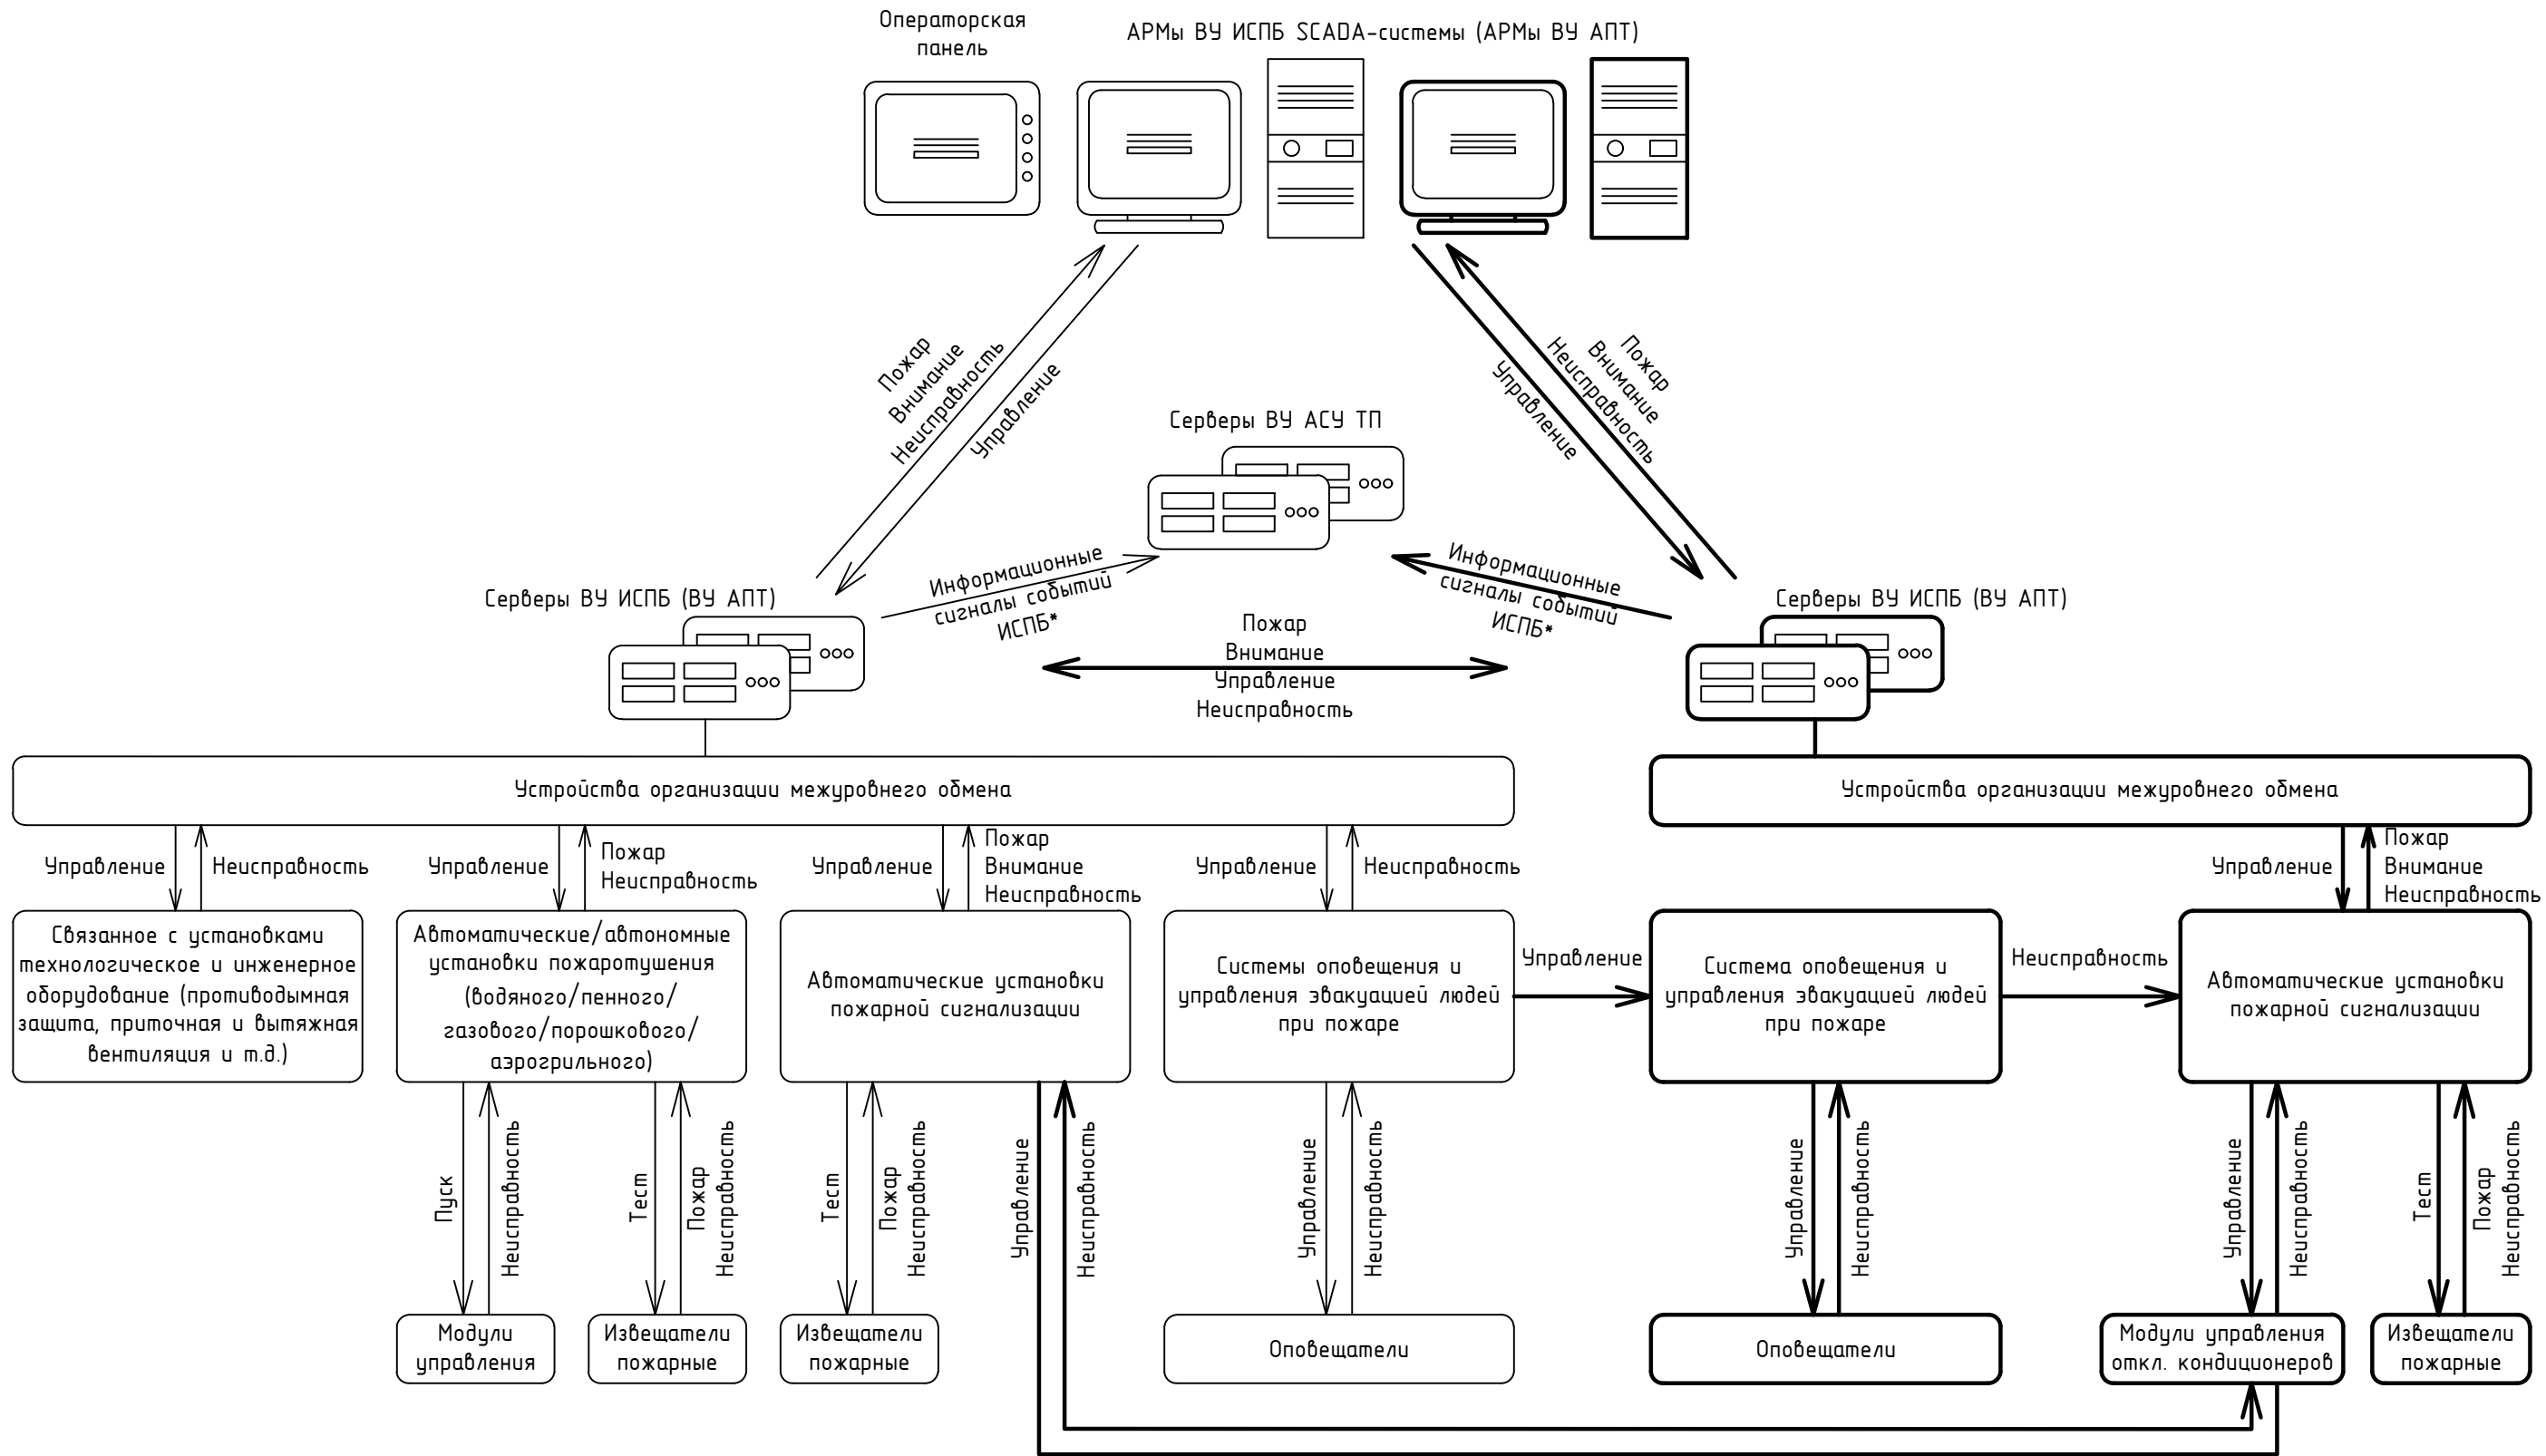 Операторская
панель
АРМы ВУ ИСПБ SCADA-системы (АРМы ВУ АПТ)
Пожар
Внимание
Неисправность
Управление
Управление
Пожар
Внимание
Неисправность
Серверы ВУ АСУ ТП
Информационные
сигналы событий
ИСПБ*
Информационные
сигналы событий
ИСПБ*
Серверы ВУ ИСПБ (ВУ АПТ)
Серверы ВУ ИСПБ (ВУ АПТ)
Пожар
Внимание
Управление
Неисправность
Устройства организации межуровнего обмена
Устройства организации межуровнего обмена
Управление
Неисправность
Управление
Пожар
Неисправность
Управление
Пожар
Внимание
Неисправность
Управление
Неисправность
Управление
Пожар
Внимание
Неисправность
Связанное с установками
технологическое и инженерное
оборудование (противодымная
защита, приточная и вытяжная
вентиляция и т.д.)
Автоматические/автономные
установки пожаротушения
(водяного/пенного/
газового/порошкового/
аэрогрильного)
Автоматические установки
пожарной сигнализации
Системы оповещения и
управления эвакуацией людей
при пожаре
Управление
Система оповещения и
управления эвакуацией людей
при пожаре
Неисправность
Автоматические установки
пожарной сигнализации
Пуск
Неисправность
Тест
Пожар
Неисправность
Тест
Пожар
Неисправность
Управление
Неисправность
Управление
Неисправность
Управление
Неисправность
Управление
Неисправность
Тест
Пожар
Неисправность
Модули
управления
Извещатели
пожарные
Извещатели
пожарные
Оповещатели
Оповещатели
Модули управления
откл. кондиционеров
Извещатели
пожарные